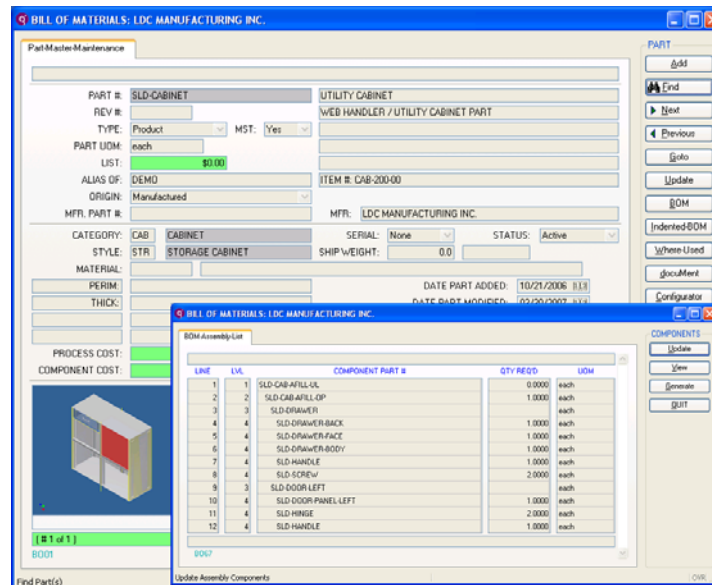 BILL OF MATERIALS: LDC MANUFACTURING INC.
Part-Master-Maintenance
PART #: SLD-CABINET UTILITY CABINET
REV #: WEB HANDLER / UTILITY CABINET PART
TYPE: Product MST: Yes
PART UOM: each
LIST: $0.00
ALIAS OF: DEMO ITEM #: CAB-200-00
ORIGIN: Manufactured
MFR. PART #: MFR: LDC MANUFACTURING INC.
CATEGORY: CAB CABINET SERIAL: None STATUS: Active
STYLE: STR STORAGE CABINET SHIP WEIGHT: 0.0
MATERIAL:
PERIM: DATE PART ADDED: 10/21/2006
THICK: DATE PART MODIFIED:
PROCESS COST:
COMPONENT COST:
[ # 1 of 1 ]
BO01
Find Part(s)
OVR
PART
Add
Find
Next
Previous
Goto
Update
BOM
Indented-BOM
Where-Used
docuMent
Configurator
BILL OF MATERIALS: LDC MANUFACTURING INC.
BOM-Assembly-List
LINE LVL COMPONENT PART # QTY REQ'D UOM
1 1 SLD-CAB-AFILL-UL 0.0000 each
2 2 SLD-CAB-AFILL-OP 1.0000 each
3 3 SLD-DRAWER each
4 4 SLD-DRAWER-BACK 1.0000 each
5 4 SLD-DRAWER-FACE 1.0000 each
6 4 SLD-DRAWER-BODY 1.0000 each
7 4 SLD-HANDLE 1.0000 each
8 4 SLD-SCREW 2.0000 each
9 3 SLD-DOOR-LEFT each
10 4 SLD-DOOR-PANEL-LEFT 1.0000 each
11 4 SLD-HINGE 2.0000 each
12 4 SLD-HANDLE 1.0000 each
BO67
Update Assembly Components
COMPONENTS
Update
View
Generate
QUIT